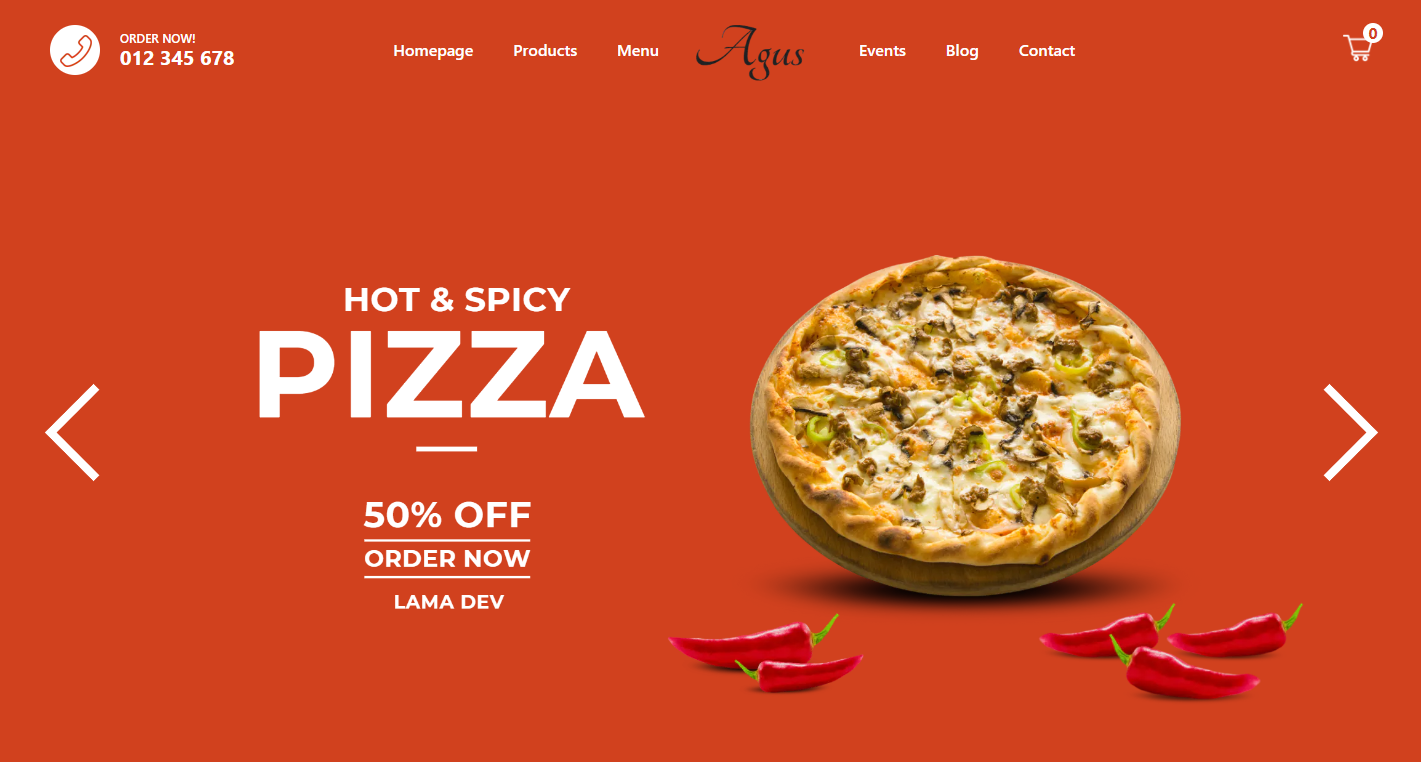 ORDER NOW!
012 345 678
Homepage Products Menu Agus Events Blog Contact
0
HOT & SPICY
PIZZA
50% OFF
ORDER NOW
LAMA DEV